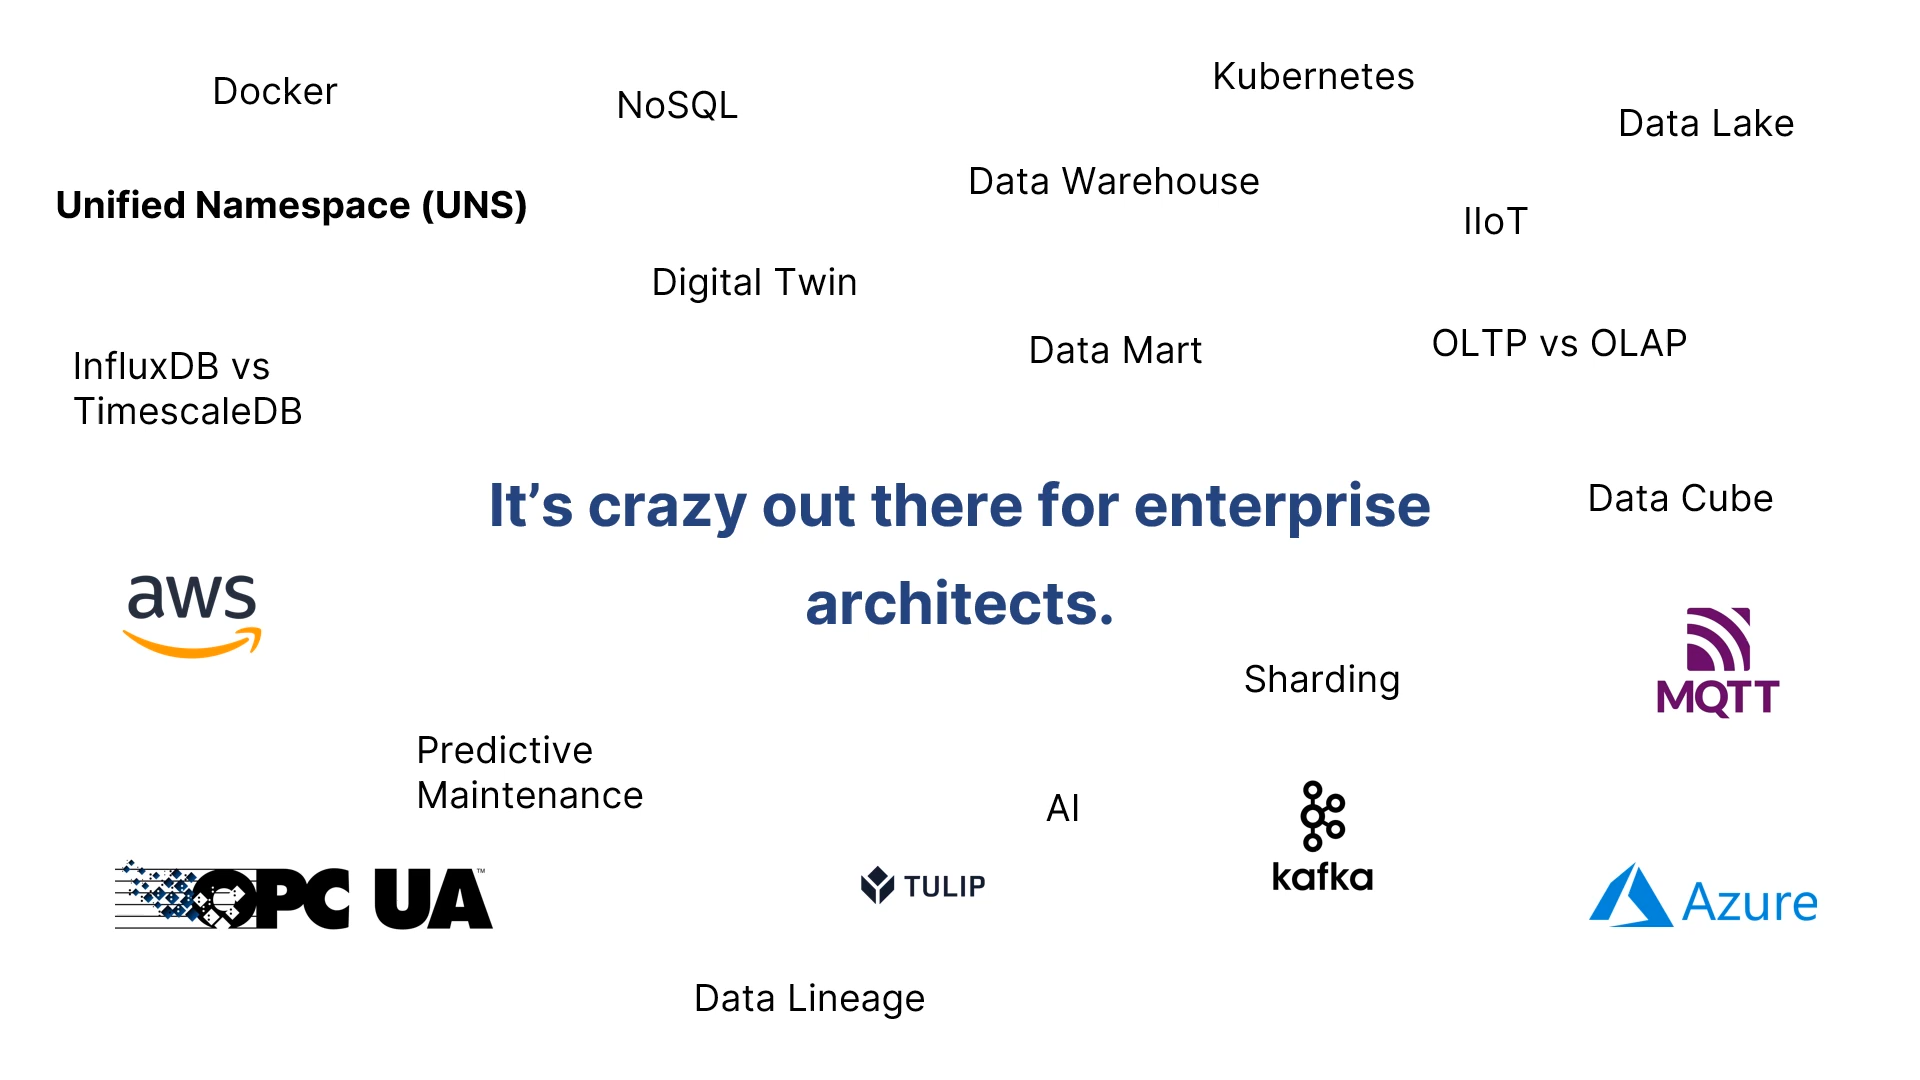 Docker
NoSQL
Kubernetes
Data Lake
Unified Namespace (UNS)
Data Warehouse
IIoT
Digital Twin
InfluxDB vs
TimescaleDB
Data Mart
OLTP vs OLAP
It’s crazy out there for enterprise
architects.
Data Cube
aws
MQTT
Sharding
Predictive
Maintenance
AI
kafka
OPC UA™
TULIP
Azure
Data Lineage